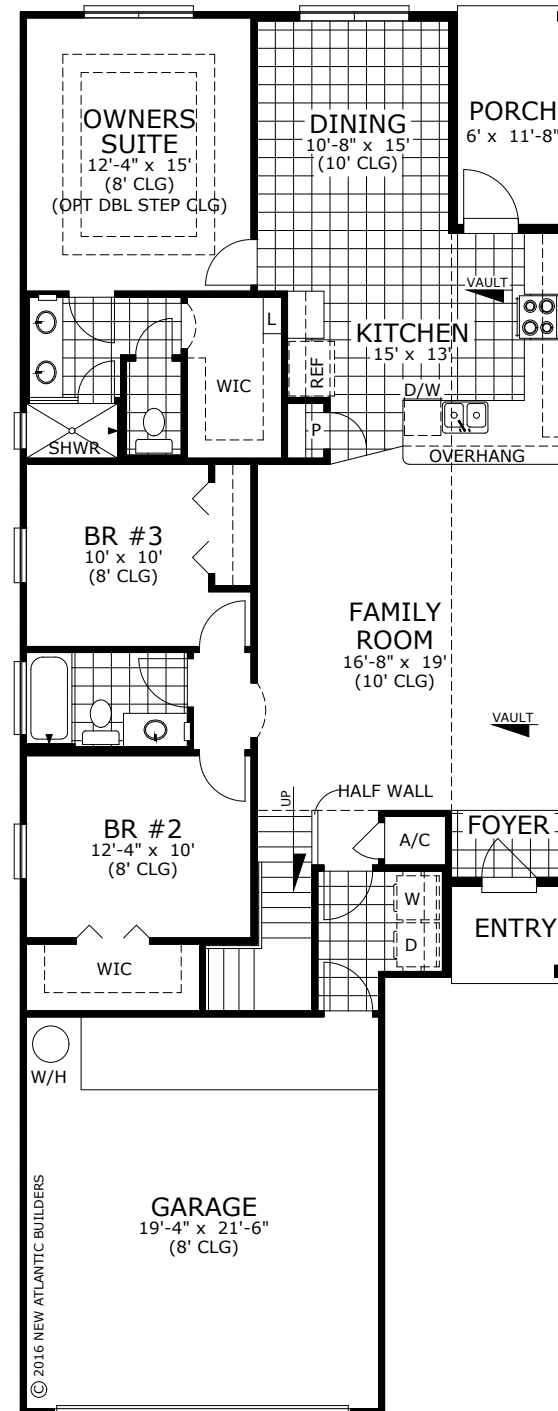 OWNERS
SUITE
12'-4" x 15'
(8' CLG)
(OPT DBL STEP CLG)
DINING
10'-8" x 15'
(10' CLG)
PORCH
6' x 11'-8"
VAULT
KITCHEN
15' x 13'
L
WIC
REF
D/W
P
SHWR
OVERHANG
BR #3
10' x 10'
(8' CLG)
FAMILY
ROOM
16'-8" x 19'
(10' CLG)
VAULT
UP
HALF WALL
BR #2
12'-4" x 10'
(8' CLG)
A/C
FOYER
W
D
ENTRY
WIC
W/H
GARAGE
19'-4" x 21'-6"
(8' CLG)
© 2016 NEW ATLANTIC BUILDERS